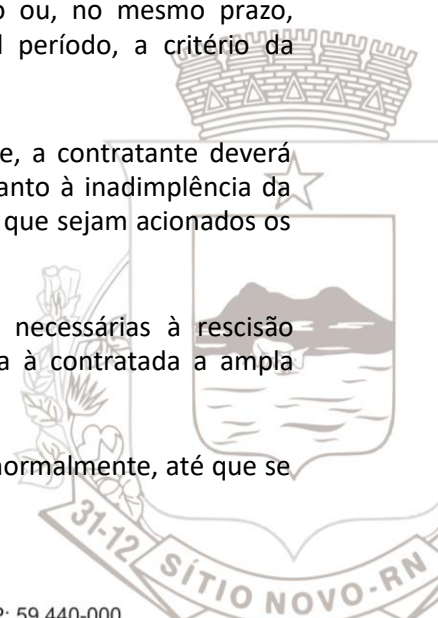 o ou, no mesmo prazo,
l período, a critério da
e, a contratante deverá
anto à inadimplência da
que sejam acionados os
necessárias à rescisão
a à contratada a ampla
normalmente, até que se
31-12
SÍTIO NOVO-RN
P: 59.440-000